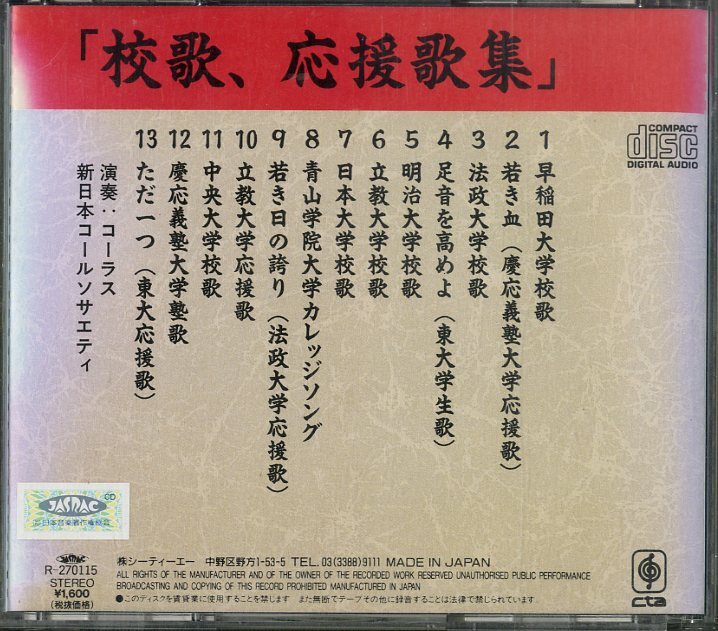 「校歌、応援歌集」
COMPACT
disc
DIGITAL AUDIO
1 早稲田大学校歌
2 若き血(慶応義塾大学応援歌)
3 法政大学校歌
4 足音を高めよ(東大学生歌)
5 明治大学校歌
6 立教大学校歌
7 日本大学校歌
8 青山学院大学カレッジソング
9 若き日の誇り(法政大学応援歌)
10 立教大学応援歌
11 中央大学校歌
12 慶応義塾大学塾歌
13 ただ一つ(東大応援歌)
演奏:コーラス
新日本コールソサエティ
CD
JASRAC
JASRAC
R-270115
STEREO
¥1,600
(税抜価格)
株シーティーエー 中野区野方1-53-5 TEL. 03(3388)9111 MADE IN JAPAN
ALL RIGHTS OF THE MANUFACTURER AND OF THE OWNER OF THE RECORDED WORK RESERVED UNAUTHORISED PUBLIC PERFORMANCE
BROADCASTING AND COPYING OF THIS RECORD PROHIBITED MANUFACTURED IN JAPAN
●このディスクを賃貸業に使用することを禁じます また無断でテープその他に録音することは法律で禁じられています.
cta